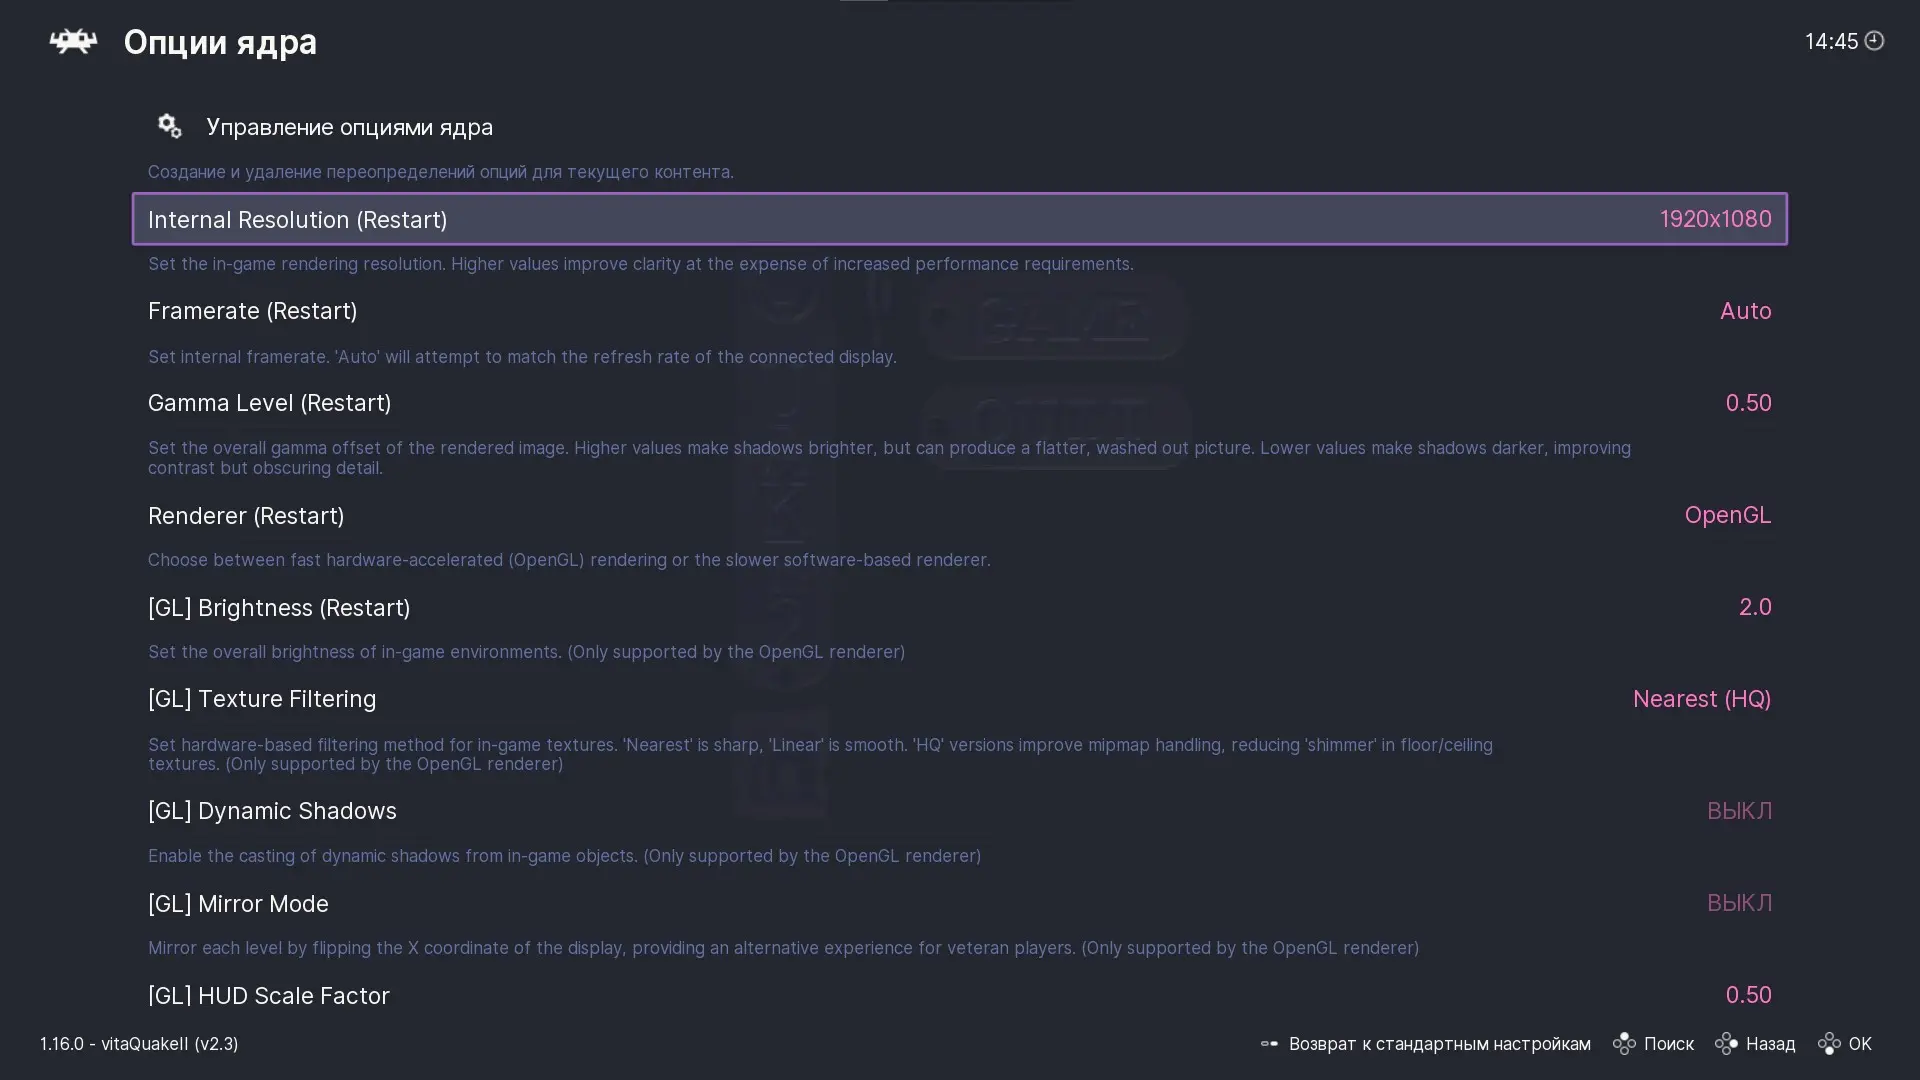 Опции ядра
14:45
Управление опциями ядра
Создание и удаление переопределений опций для текущего контента.
Internal Resolution (Restart) 1920x1080
Set the in-game rendering resolution. Higher values improve clarity at the expense of increased performance requirements.
Framerate (Restart) Auto
Set internal framerate. 'Auto' will attempt to match the refresh rate of the connected display.
Gamma Level (Restart) 0.50
Set the overall gamma offset of the rendered image. Higher values make shadows brighter, but can produce a flatter, washed out picture. Lower values make shadows darker, improving
contrast but obscuring detail.
Renderer (Restart) OpenGL
Choose between fast hardware-accelerated (OpenGL) rendering or the slower software-based renderer.
[GL] Brightness (Restart) 2.0
Set the overall brightness of in-game environments. (Only supported by the OpenGL renderer)
[GL] Texture Filtering Nearest (HQ)
Set hardware-based filtering method for in-game textures. 'Nearest' is sharp, 'Linear' is smooth. 'HQ' versions improve mipmap handling, reducing 'shimmer' in floor/ceiling
textures. (Only supported by the OpenGL renderer)
[GL] Dynamic Shadows ВЫКЛ
Enable the casting of dynamic shadows from in-game objects. (Only supported by the OpenGL renderer)
[GL] Mirror Mode ВЫКЛ
Mirror each level by flipping the X coordinate of the display, providing an alternative experience for veteran players. (Only supported by the OpenGL renderer)
[GL] HUD Scale Factor 0.50
1.16.0 - vitaQuakeII (v2.3)
Возврат к стандартным настройкам Поиск Назад OK